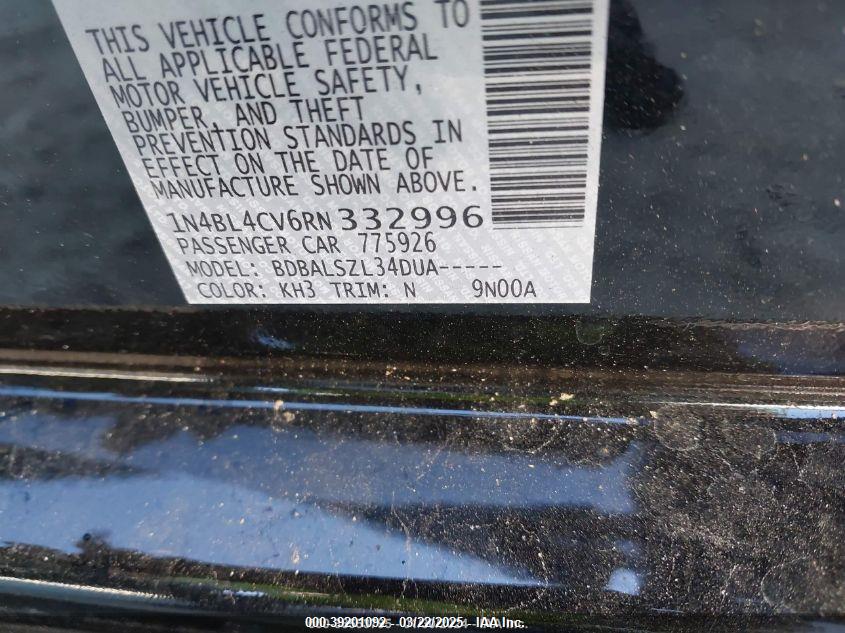 THIS VEHICLE CONFORMS TO
ALL APPLICABLE FEDERAL
MOTOR VEHICLE SAFETY,
BUMPER, AND THEFT
PREVENTION STANDARDS IN
EFFECT ON THE DATE OF
MANUFACTURE SHOWN ABOVE.
1N4BL4CV6RN332996
PASSENGER CAR 775926
MODEL: BDBALSZL34DUA-----
COLOR: KH3 TRIM: N 9N00A
000-39201092 - 03/22/2025 - IAA Inc.